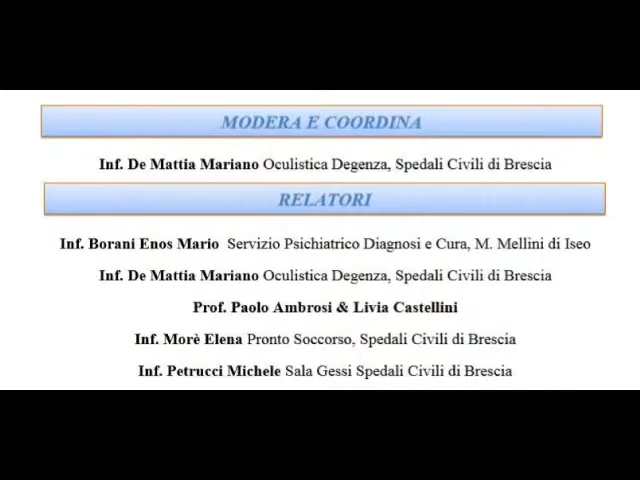 MODERA E COORDINA
Inf. De Mattia Mariano Oculistica Degenza, Spedali Civili di Brescia
RELATORI
Inf. Borani Enos Mario Servizio Psichiatrico Diagnosi e Cura, M. Mellini di Iseo
Inf. De Mattia Mariano Oculistica Degenza, Spedali Civili di Brescia
Prof. Paolo Ambrosi & Livia Castellini
Inf. Morè Elena Pronto Soccorso, Spedali Civili di Brescia
Inf. Petrucci Michele Sala Gessi Spedali Civili di Brescia